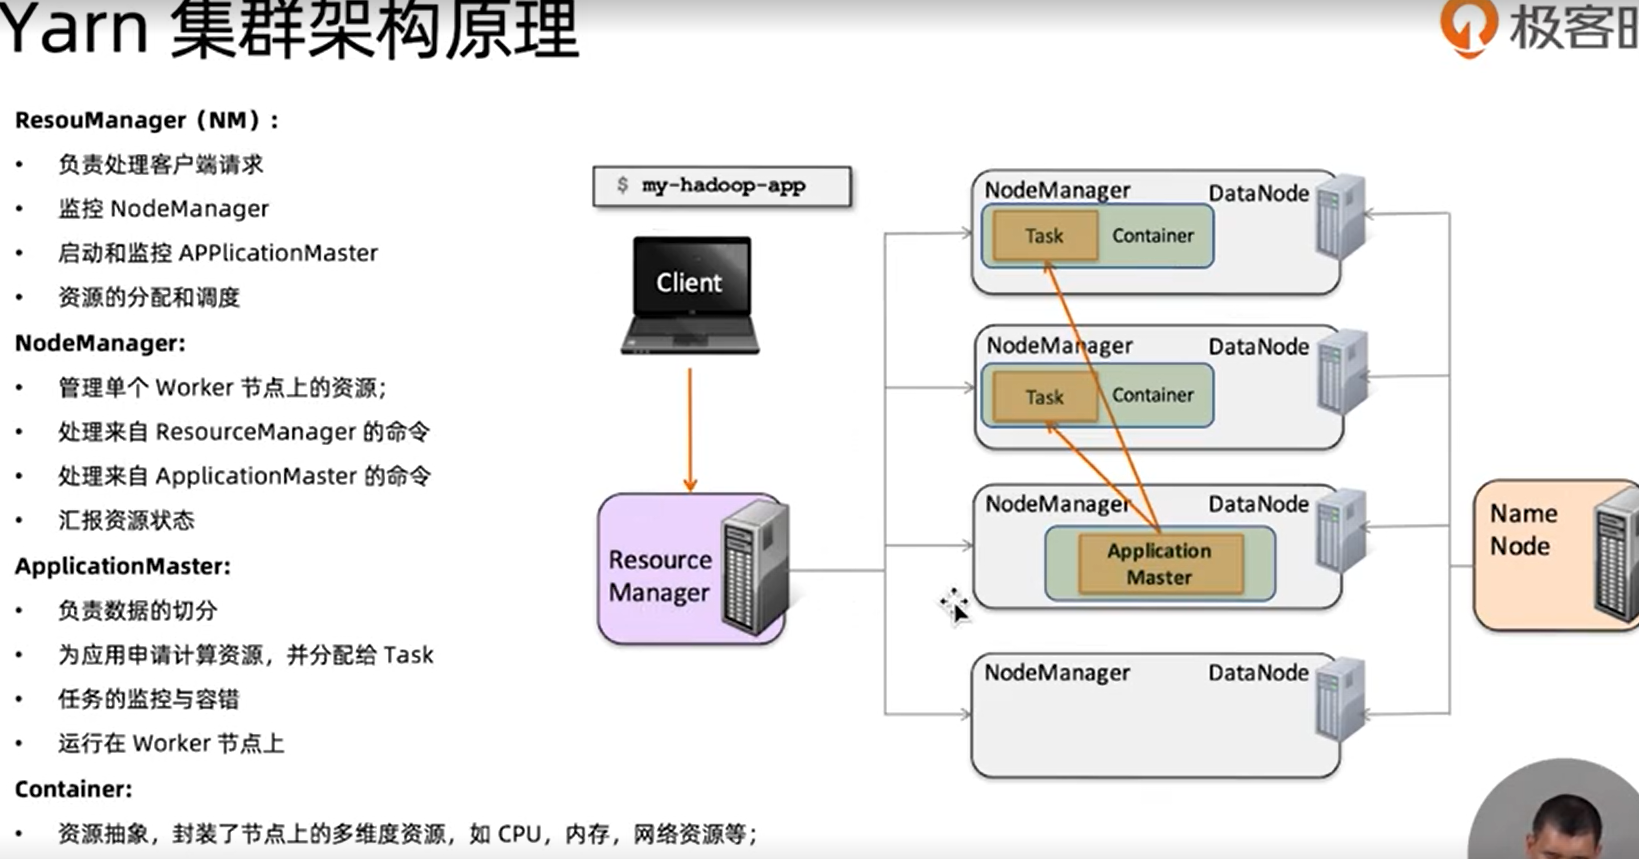 Yarn 集群架构原理
极客时
ResouManager（NM）:
• 负责处理客户端请求
• 监控 NodeManager
• 启动和监控 APPlicationMaster
• 资源的分配和调度
NodeManager:
• 管理单个 Worker 节点上的资源;
• 处理来自 ResourceManager 的命令
• 处理来自 ApplicationMaster 的命令
• 汇报资源状态
ApplicationMaster:
• 负责数据的切分
• 为应用申请计算资源，并分配给 Task
• 任务的监控与容错
• 运行在 Worker 节点上
Container:
• 资源抽象，封装了节点上的多维度资源，如 CPU，内存，网络资源等;
$ my-hadoop-app
Client
Resource
Manager
NodeManager
DataNode
Task
Container
NodeManager
DataNode
Task
Container
NodeManager
DataNode
Application
Master
NodeManager
DataNode
Name
Node